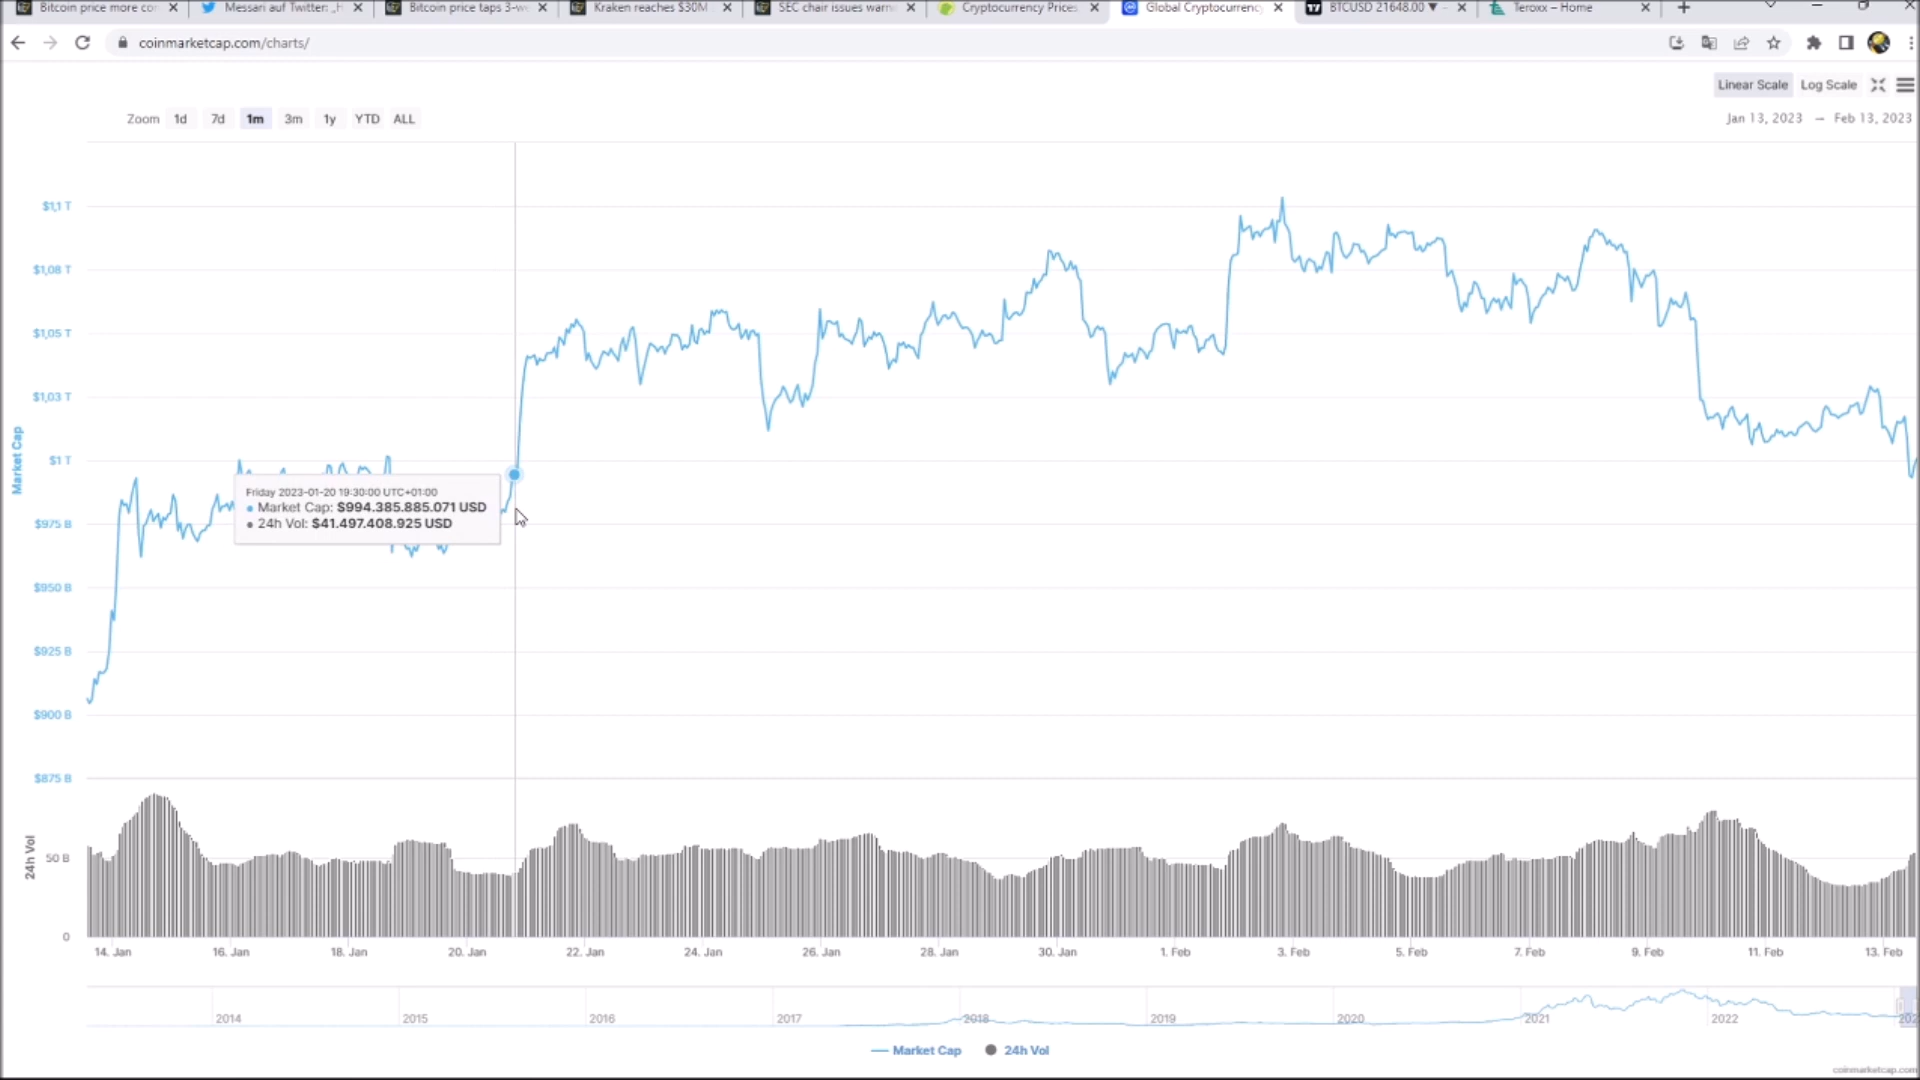 Bitcoin price more co
Messari auf Twitter: „H
Bitcoin price taps 3-w
Kraken reaches $30M
SEC chair issues warn
Cryptocurrency Prices
Global Cryptocurrency
BTCUSD 21648.00 ▼ -
Teroxx – Home
coinmarketcap.com/charts/
Linear Scale Log Scale
Zoom 1d 7d 1m 3m 1y YTD ALL
Jan 13, 2023 → Feb 13, 2023
$1,1 T
$1,08 T
$1,05 T
$1,03 T
$1 T
$975 B
$950 B
$925 B
$900 B
$875 B
Market Cap
Friday 2023-01-20 19:30:00 UTC+01:00
Market Cap: $994.385.885.071 USD
24h Vol: $41.497.408.925 USD
24h Vol
50 B
0
14. Jan 16. Jan 18. Jan 20. Jan 22. Jan 24. Jan 26. Jan 28. Jan 30. Jan 1. Feb 3. Feb 5. Feb 7. Feb 9. Feb 11. Feb 13. Feb
2014 2015 2016 2017 2018 2019 2020 2021 2022 202
Market Cap 24h Vol
coinmarketcap.com